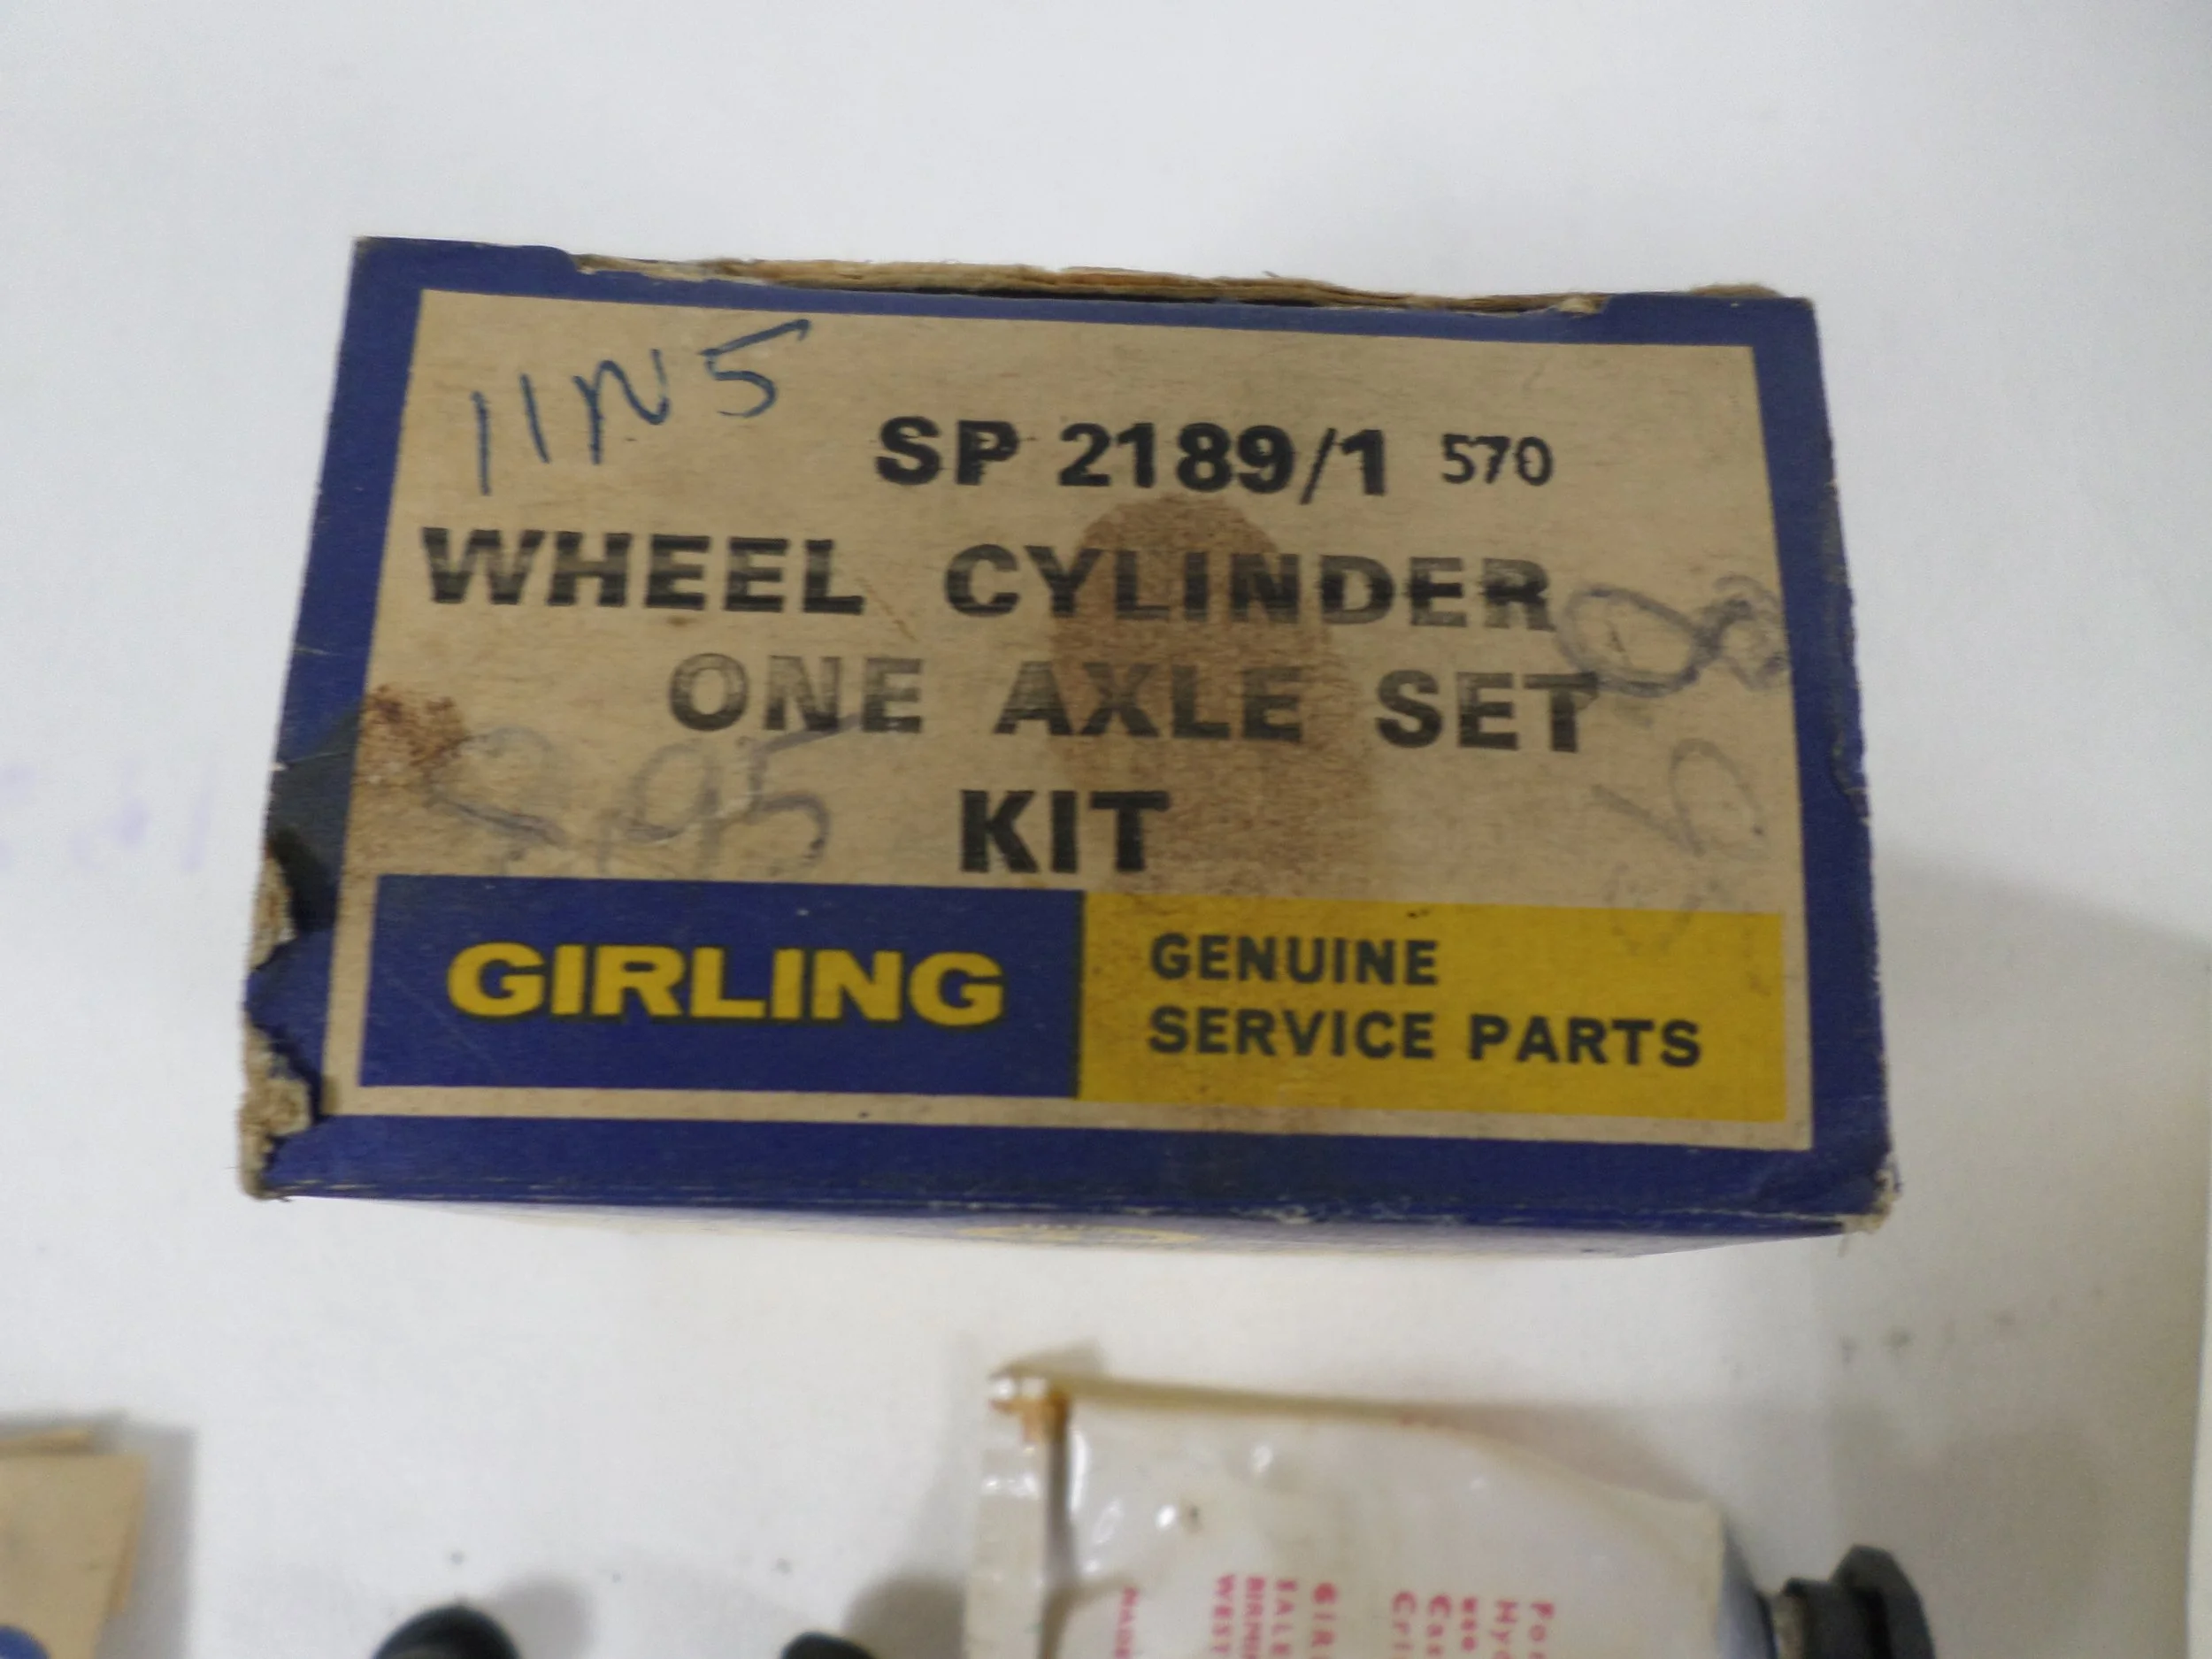 11N5
SP 2189/1 570
WHEEL CYLINDER
ONE AXLE SET
KIT
GIRLING
GENUINE
SERVICE PARTS